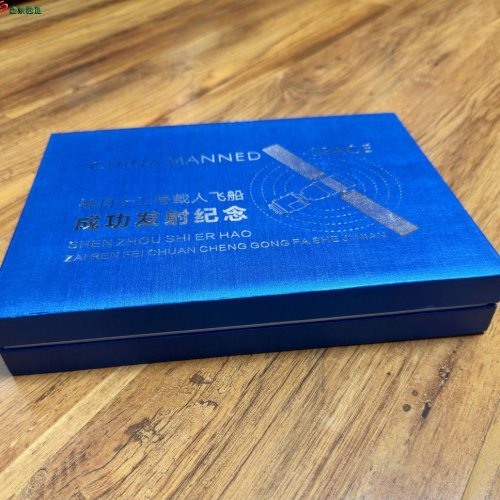 CHINA MANNED SPACE
神舟十二号载人飞船
成功发射纪念
SHEN ZHOU SHI ER HAO
ZAI REN FEI CHUAN CHENG GONG FA SHE JI NIAN